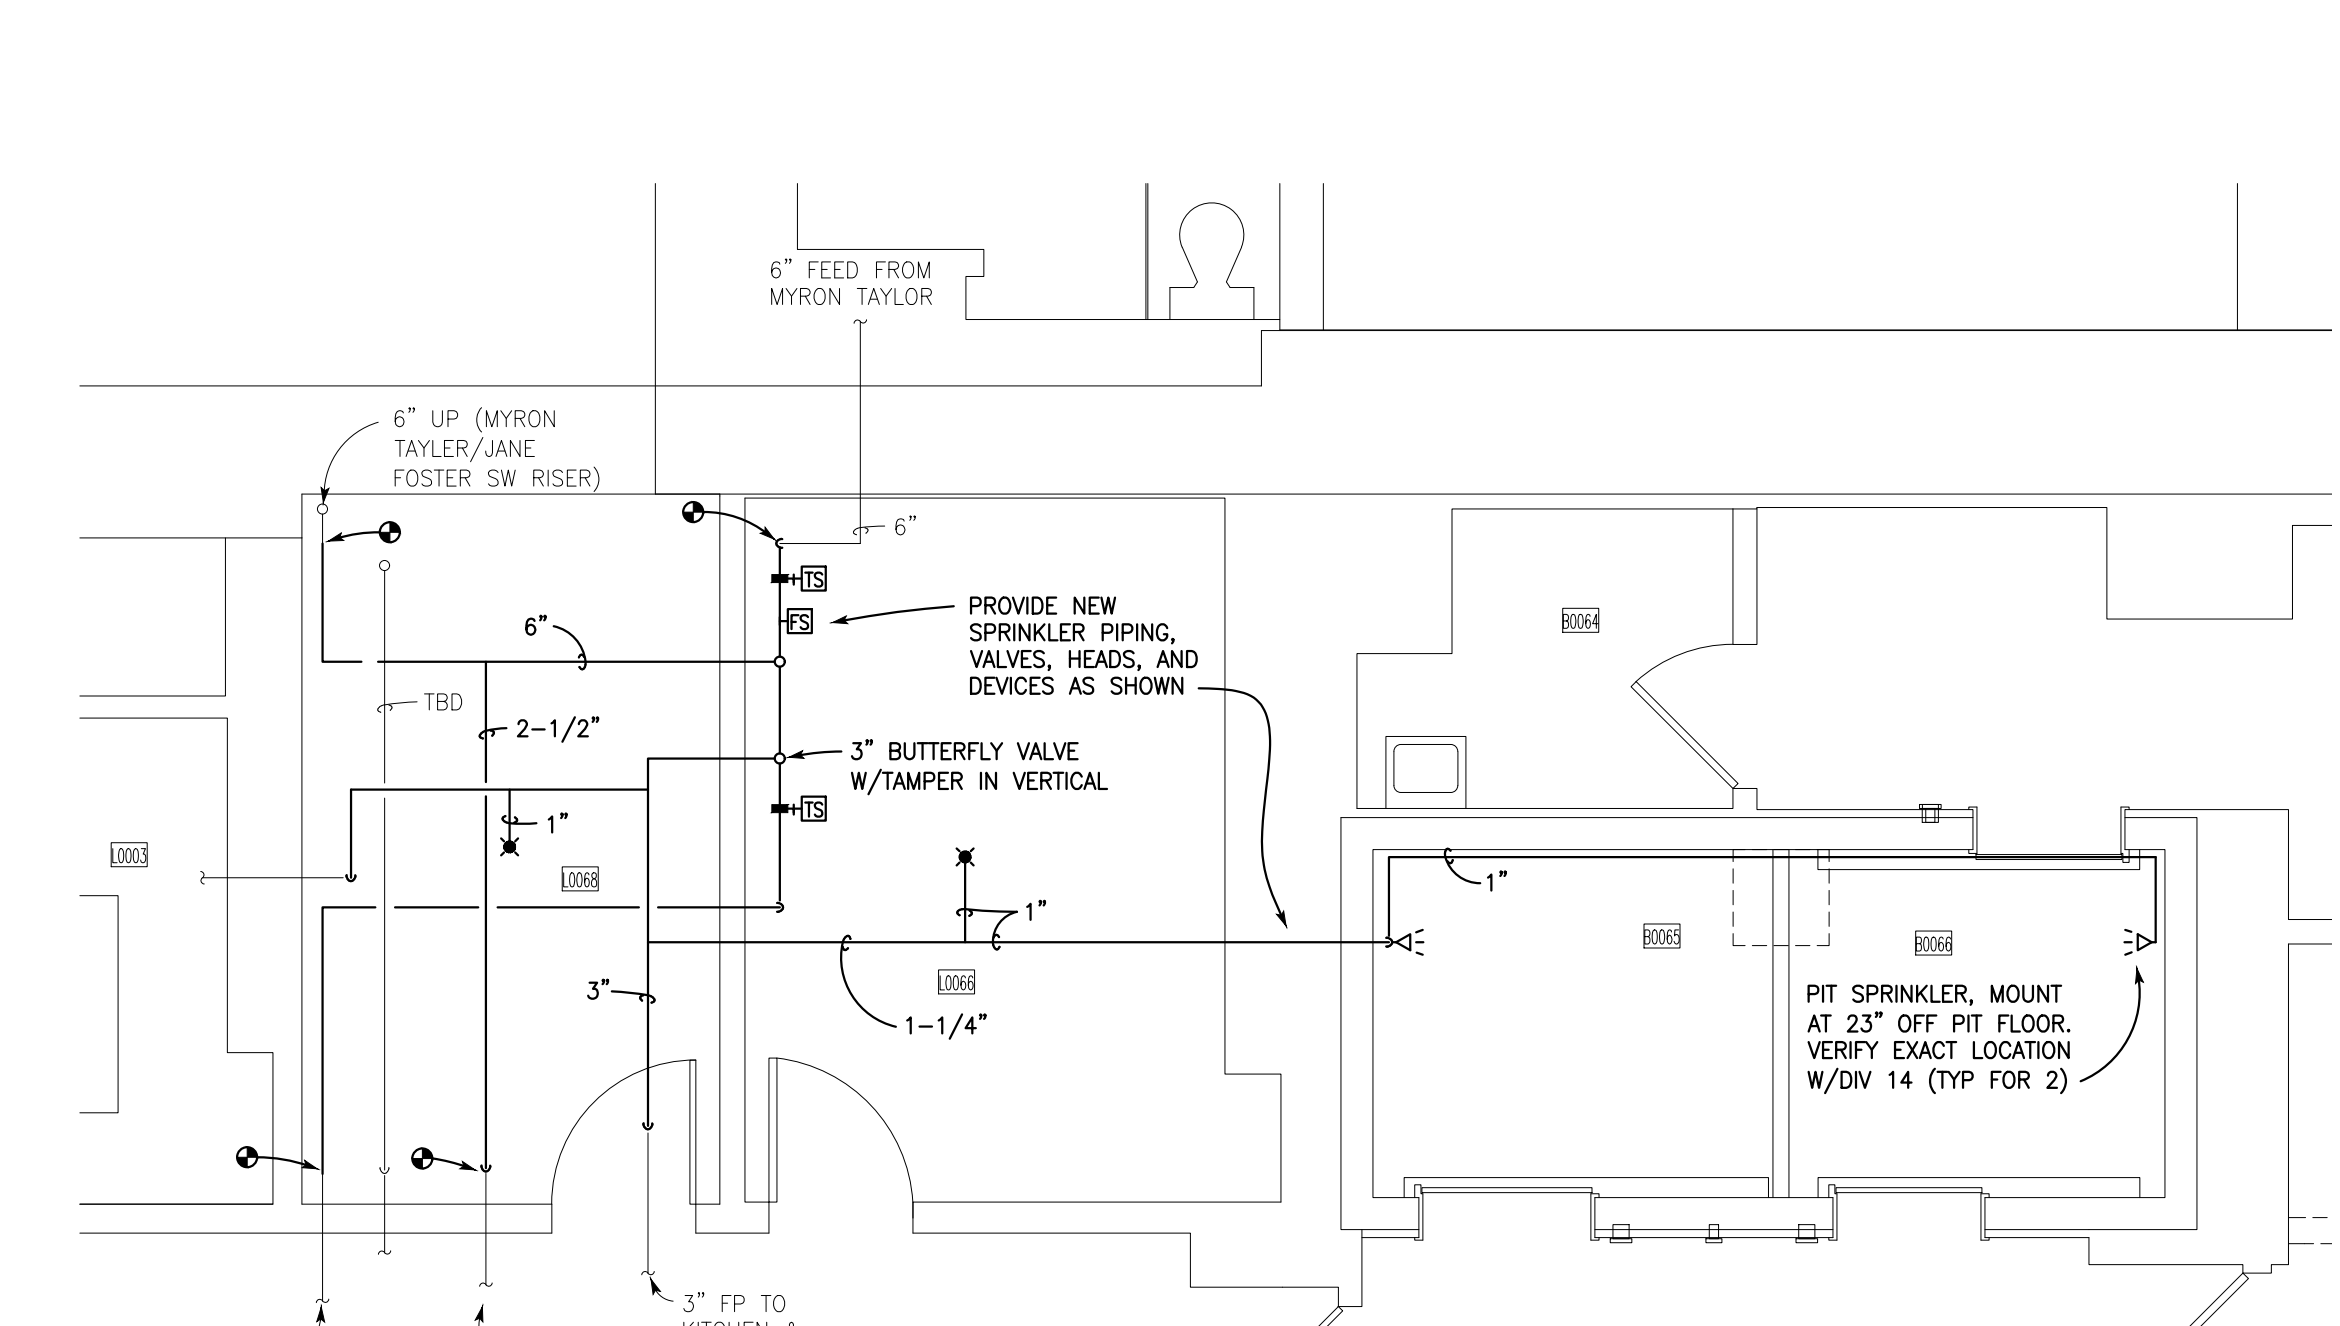 6” FEED FROM
MYRON TAYLOR
6” UP (MYRON
TAYLER/JANE
FOSTER SW RISER)
6”
TS
FS
PROVIDE NEW
SPRINKLER PIPING,
VALVES, HEADS, AND
DEVICES AS SHOWN
B0064
6”
TBD
2-1/2”
3” BUTTERFLY VALVE
W/TAMPER IN VERTICAL
TS
1”
L0003
L0068
1”
1”
B0065
B0066
3”
L0066
1-1/4”
PIT SPRINKLER, MOUNT
AT 23” OFF PIT FLOOR.
VERIFY EXACT LOCATION
W/DIV 14 (TYP FOR 2)
3” FP TO